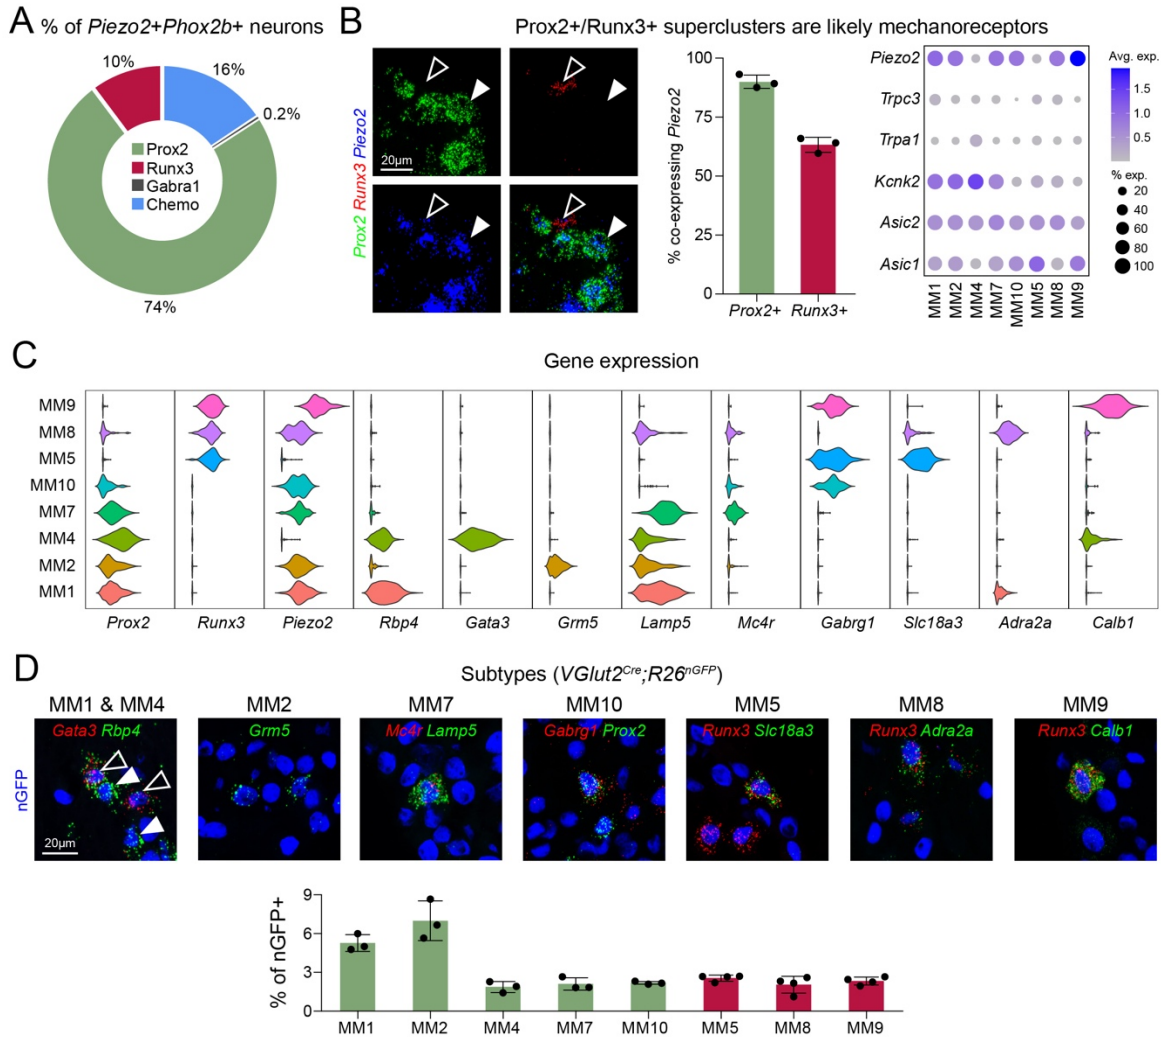 A % of Piezo2+Phox2b+ neurons
10%
16%
0.2%
Prox2
Runx3
Gabra1
Chemo
74%
B Prox2+/Runx3+ superclusters are likely mechanoreceptors
Prox2 Runx3 Piezo2
20µm
% co-expressing Piezo2
100
75
50
25
0
Prox2+ Runx3+
Piezo2
Trpc3
Trpa1
Kcnk2
Asic2
Asic1
MM1 MM2 MM4 MM7 MM10 MM5 MM8 MM9
Avg. exp.
1.5
1.0
0.5
0.0
% exp.
20
40
60
80
100
C Gene expression
MM9
MM8
MM5
MM10
MM7
MM4
MM2
MM1
Prox2 Runx3 Piezo2 Rbp4 Gata3 Grm5 Lamp5 Mc4r Gabrg1 Slc18a3 Adra2a Calb1
D Subtypes (VGlut2Cre;R26nGFP)
MM1 & MM4 MM2 MM7 MM10 MM5 MM8 MM9
Gata3 Rbp4 Grm5 Mc4r Lamp5 Gabrg1 Prox2 Runx3 Slc18a3 Runx3 Adra2a Runx3 Calb1
nGFP
20µm
% of nGFP+
9
6
3
0
MM1 MM2 MM4 MM7 MM10 MM5 MM8 MM9